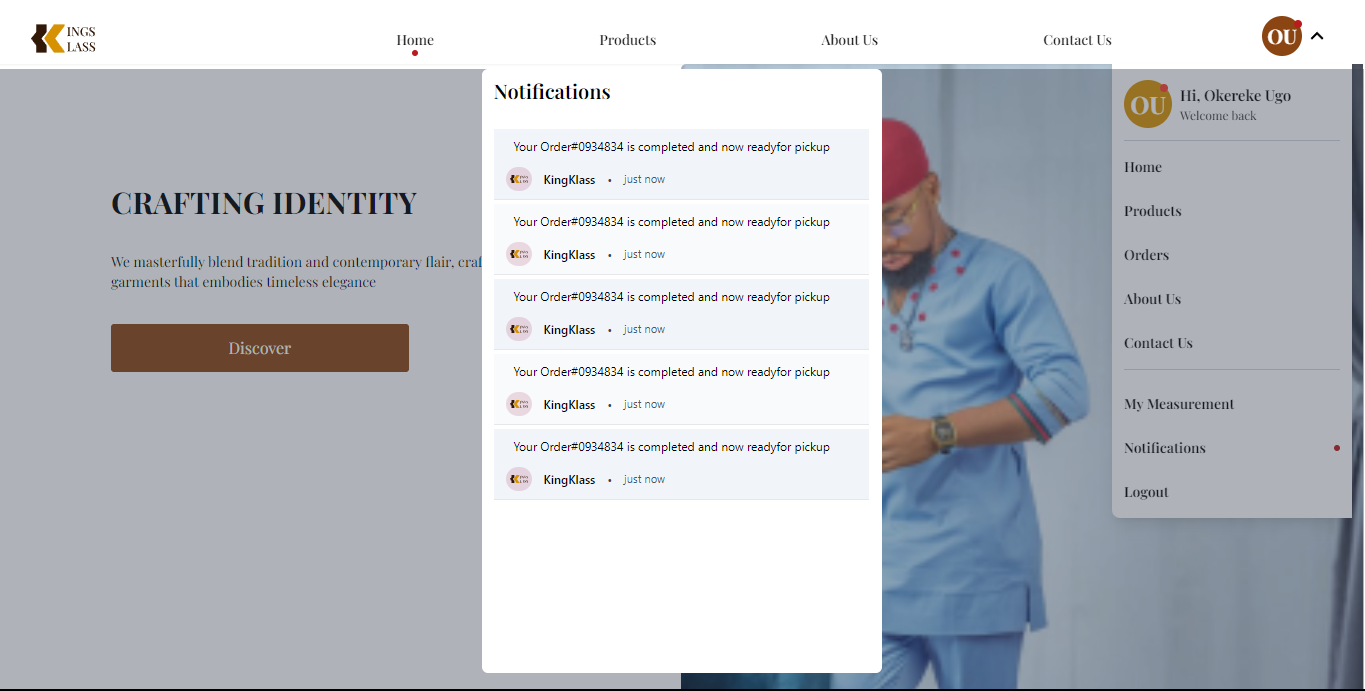 INGS
LASS
Home
Products
About Us
Contact Us
OU
Notifications
Your Order#0934834 is completed and now readyfor pickup
KingKlass • just now
Your Order#0934834 is completed and now readyfor pickup
KingKlass • just now
Your Order#0934834 is completed and now readyfor pickup
KingKlass • just now
Your Order#0934834 is completed and now readyfor pickup
KingKlass • just now
Your Order#0934834 is completed and now readyfor pickup
KingKlass • just now
CRAFTING IDENTITY
We masterfully blend tradition and contemporary flair,
garments that embodies timeless elegance
Discover
OU
Hi, Okereke Ugo
Welcome back
Home
Products
Orders
About Us
Contact Us
My Measurement
Notifications
Logout